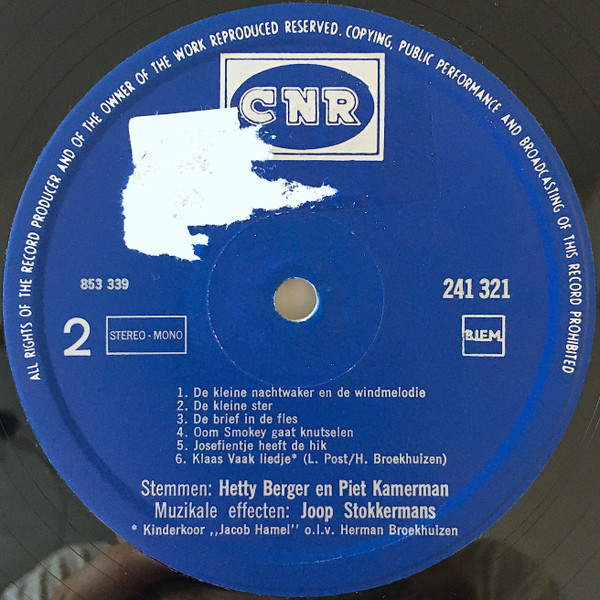 ALL RIGHTS OF THE RECORD PRODUCER AND OF THE OWNER OF THE WORK REPRODUCED RESERVED. COPYING, PUBLIC PERFORMANCE AND BROADCASTING OF THIS RECORD PROHIBITED
CNR
853 339
241 321
2
STEREO - MONO
B.I.E.M.
1. De kleine nachtwaker en de windmelodie
2. De kleine ster
3. De brief in de fles
4. Oom Smokey gaat knutselen
5. Josefientje heeft de hik
6. Klaas Vaak liedje* (L. Post/H. Broekhuizen)
Stemmen: Hetty Berger en Piet Kamerman
Muzikale effecten: Joop Stokkermans
* Kinderkoor ,,Jacob Hamel" o.l.v. Herman Broekhuizen